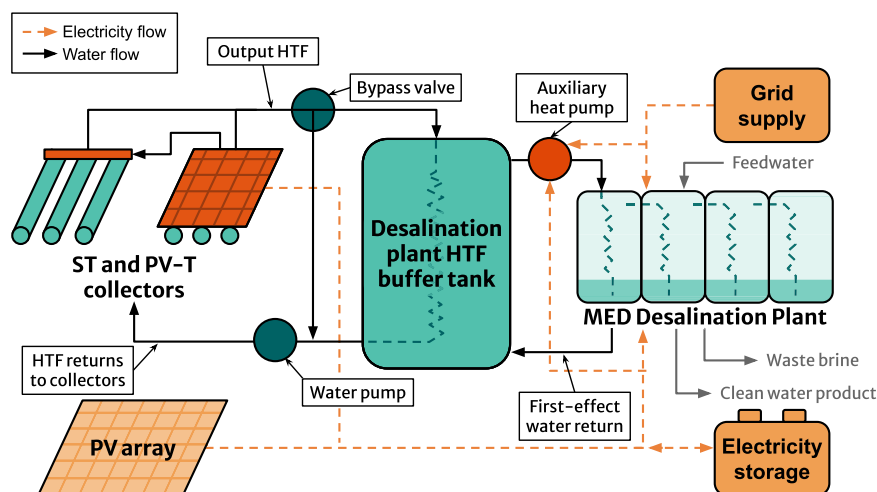 Electricity flow
Water flow
Output HTF
Bypass valve
Auxiliary
heat pump
Grid
supply
Feedwater
Desalination
plant HTF
buffer tank
ST and PV-T
collectors
MED Desalination Plant
HTF returns
to collectors
Water pump
First-effect
water return
Waste brine
Clean water product
PV array
Electricity
storage